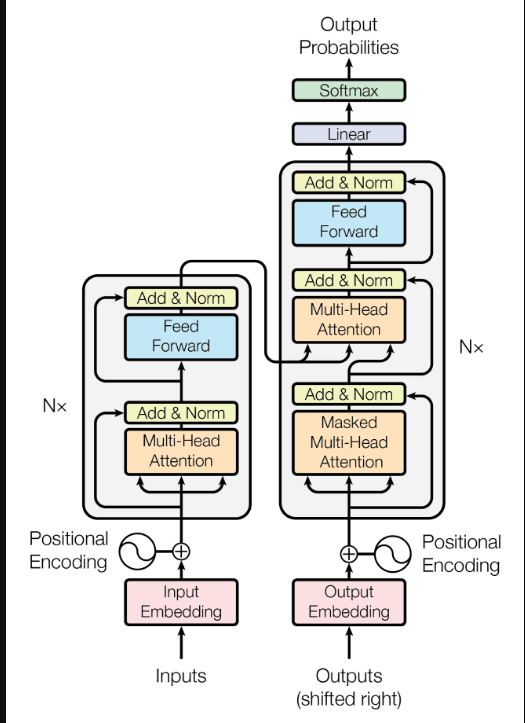 Output
Probabilities
Softmax
Linear
Add & Norm
Feed
Forward
Add & Norm
Multi-Head
Attention
Nx
Add & Norm
Masked
Multi-Head
Attention
Add & Norm
Feed
Forward
Nx
Add & Norm
Multi-Head
Attention
Positional
Encoding
Positional
Encoding
Input
Embedding
Output
Embedding
Inputs
Outputs
(shifted right)